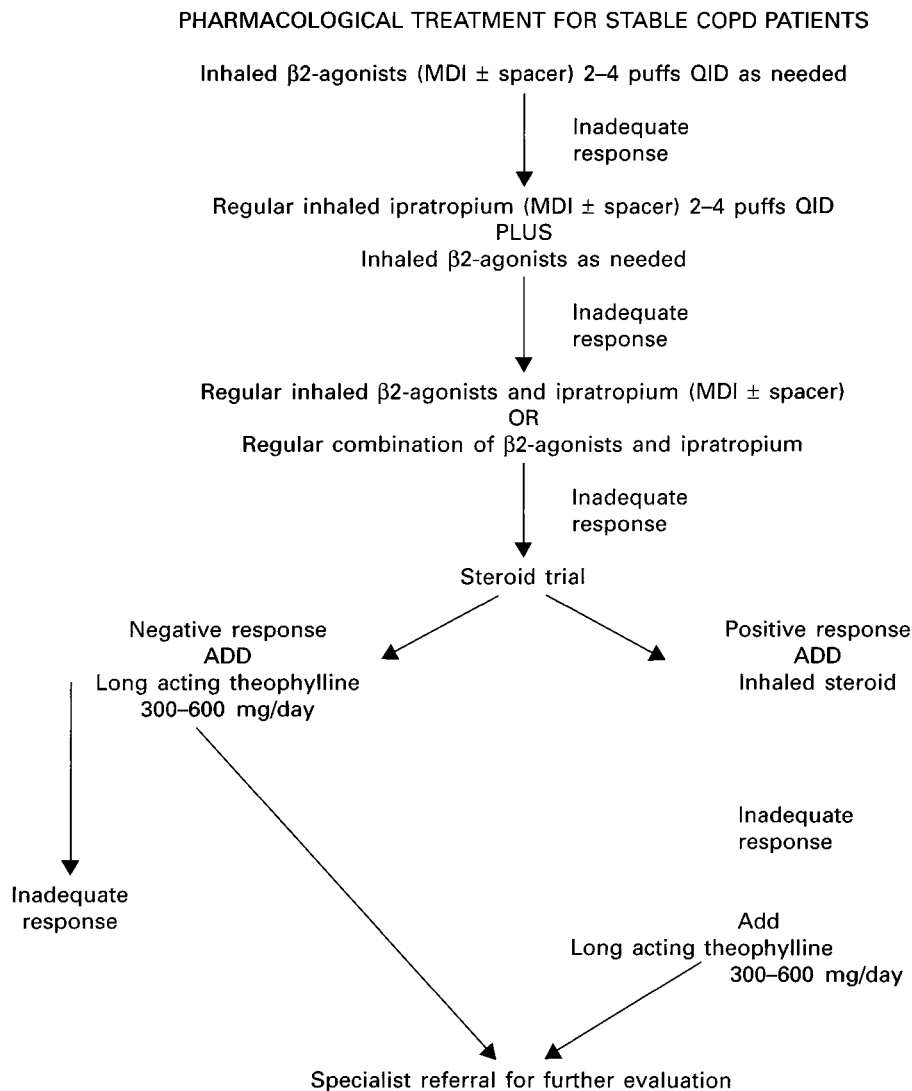 PHARMACOLOGICAL TREATMENT FOR STABLE COPD PATIENTS
Inhaled β2-agonists (MDI ± spacer) 2–4 puffs QID as needed
Inadequate
response
Regular inhaled ipratropium (MDI ± spacer) 2–4 puffs QID
PLUS
Inhaled β2-agonists as needed
Inadequate
response
Regular inhaled β2-agonists and ipratropium (MDI ± spacer)
OR
Regular combination of β2-agonists and ipratropium
Inadequate
response
Steroid trial
Negative response
ADD
Long acting theophylline
300–600 mg/day
Positive response
ADD
Inhaled steroid
Inadequate
response
Inadequate
response
Add
Long acting theophylline
300–600 mg/day
Specialist referral for further evaluation